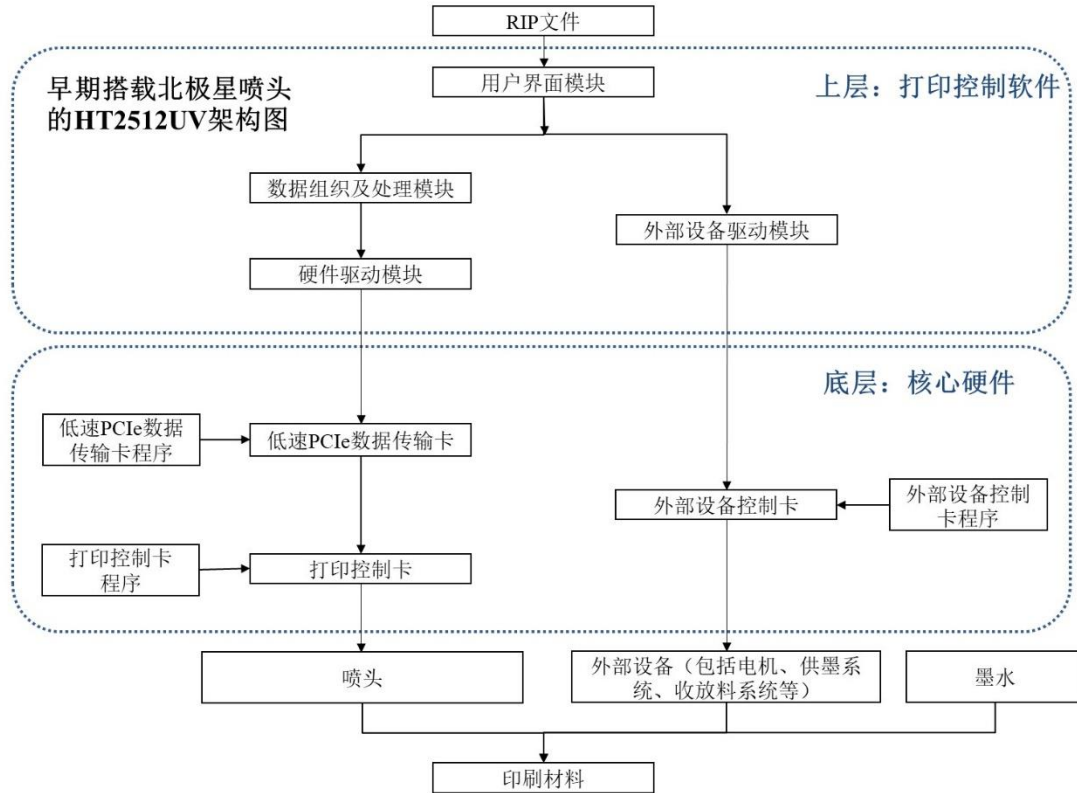 RIP文件
用户界面模块
早期搭载北极星喷头
的HT2512UV架构图
上层：打印控制软件
数据组织及处理模块
外部设备驱动模块
硬件驱动模块
底层：核心硬件
低速PCIe数据
传输卡程序
低速PCIe数据传输卡
外部设备控制卡
外部设备控制
卡程序
打印控制卡
程序
打印控制卡
喷头
外部设备（包括电机、供墨系
统、收放料系统等）
墨水
印刷材料